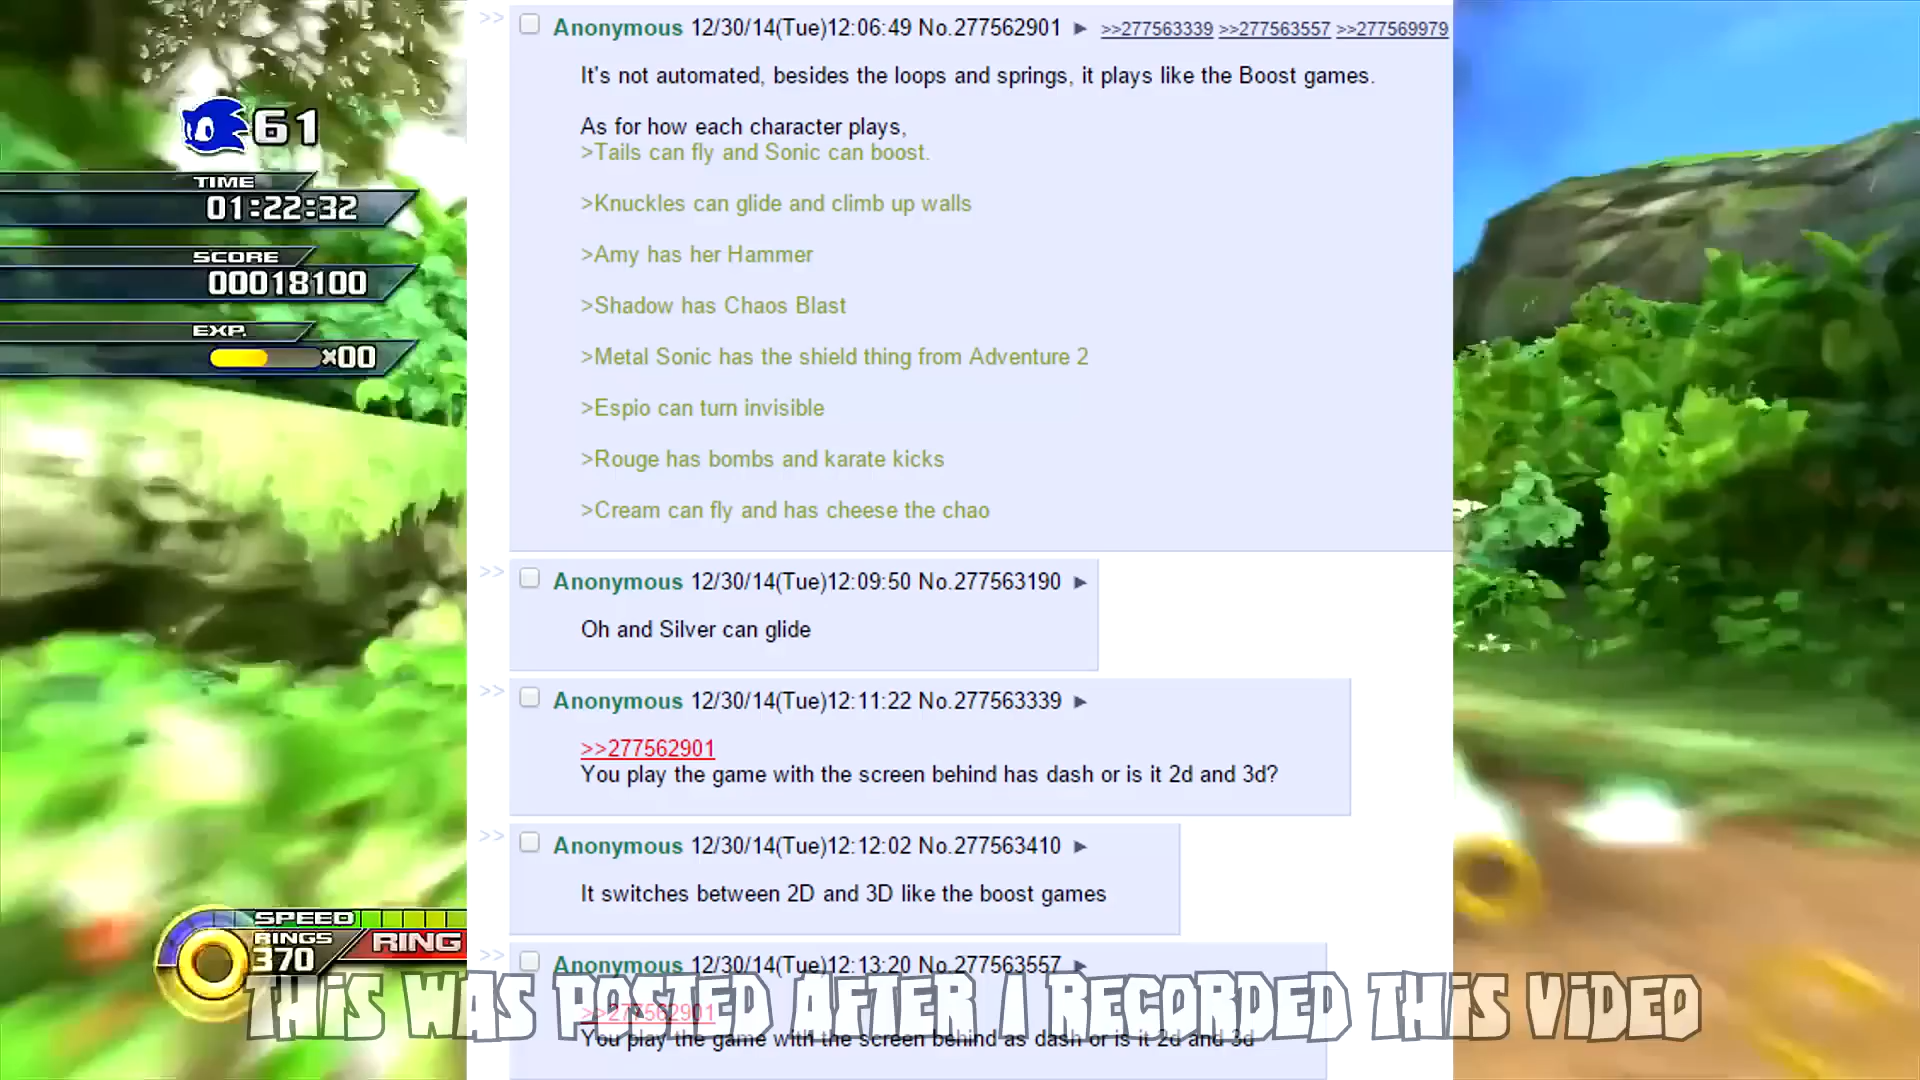 >> Anonymous 12/30/14(Tue)12:06:49 No.277562901 ► >>277563339 >>277563557 >>277569979
It's not automated, besides the loops and springs, it plays like the Boost games.
As for how each character plays,
>Tails can fly and Sonic can boost.
>Knuckles can glide and climb up walls
>Amy has her Hammer
>Shadow has Chaos Blast
>Metal Sonic has the shield thing from Adventure 2
>Espio can turn invisible
>Rouge has bombs and karate kicks
>Cream can fly and has cheese the chao
>> Anonymous 12/30/14(Tue)12:09:50 No.277563190 ►
Oh and Silver can glide
>> Anonymous 12/30/14(Tue)12:11:22 No.277563339 ►
>>277562901
You play the game with the screen behind has dash or is it 2d and 3d?
>> Anonymous 12/30/14(Tue)12:12:02 No.277563410 ►
It switches between 2D and 3D like the boost games
>> Anonymous 12/30/14(Tue)12:13:20 No.277563557 ►
>>277562901
You play the game with the screen behind as dash or is it 2d and 3d
61
TIME
01:22:32
SCORE
00018100
EXP.
×00
SPEED
RINGS
370
RING
THIS WAS POSTED AFTER I RECORDED THIS VIDEO